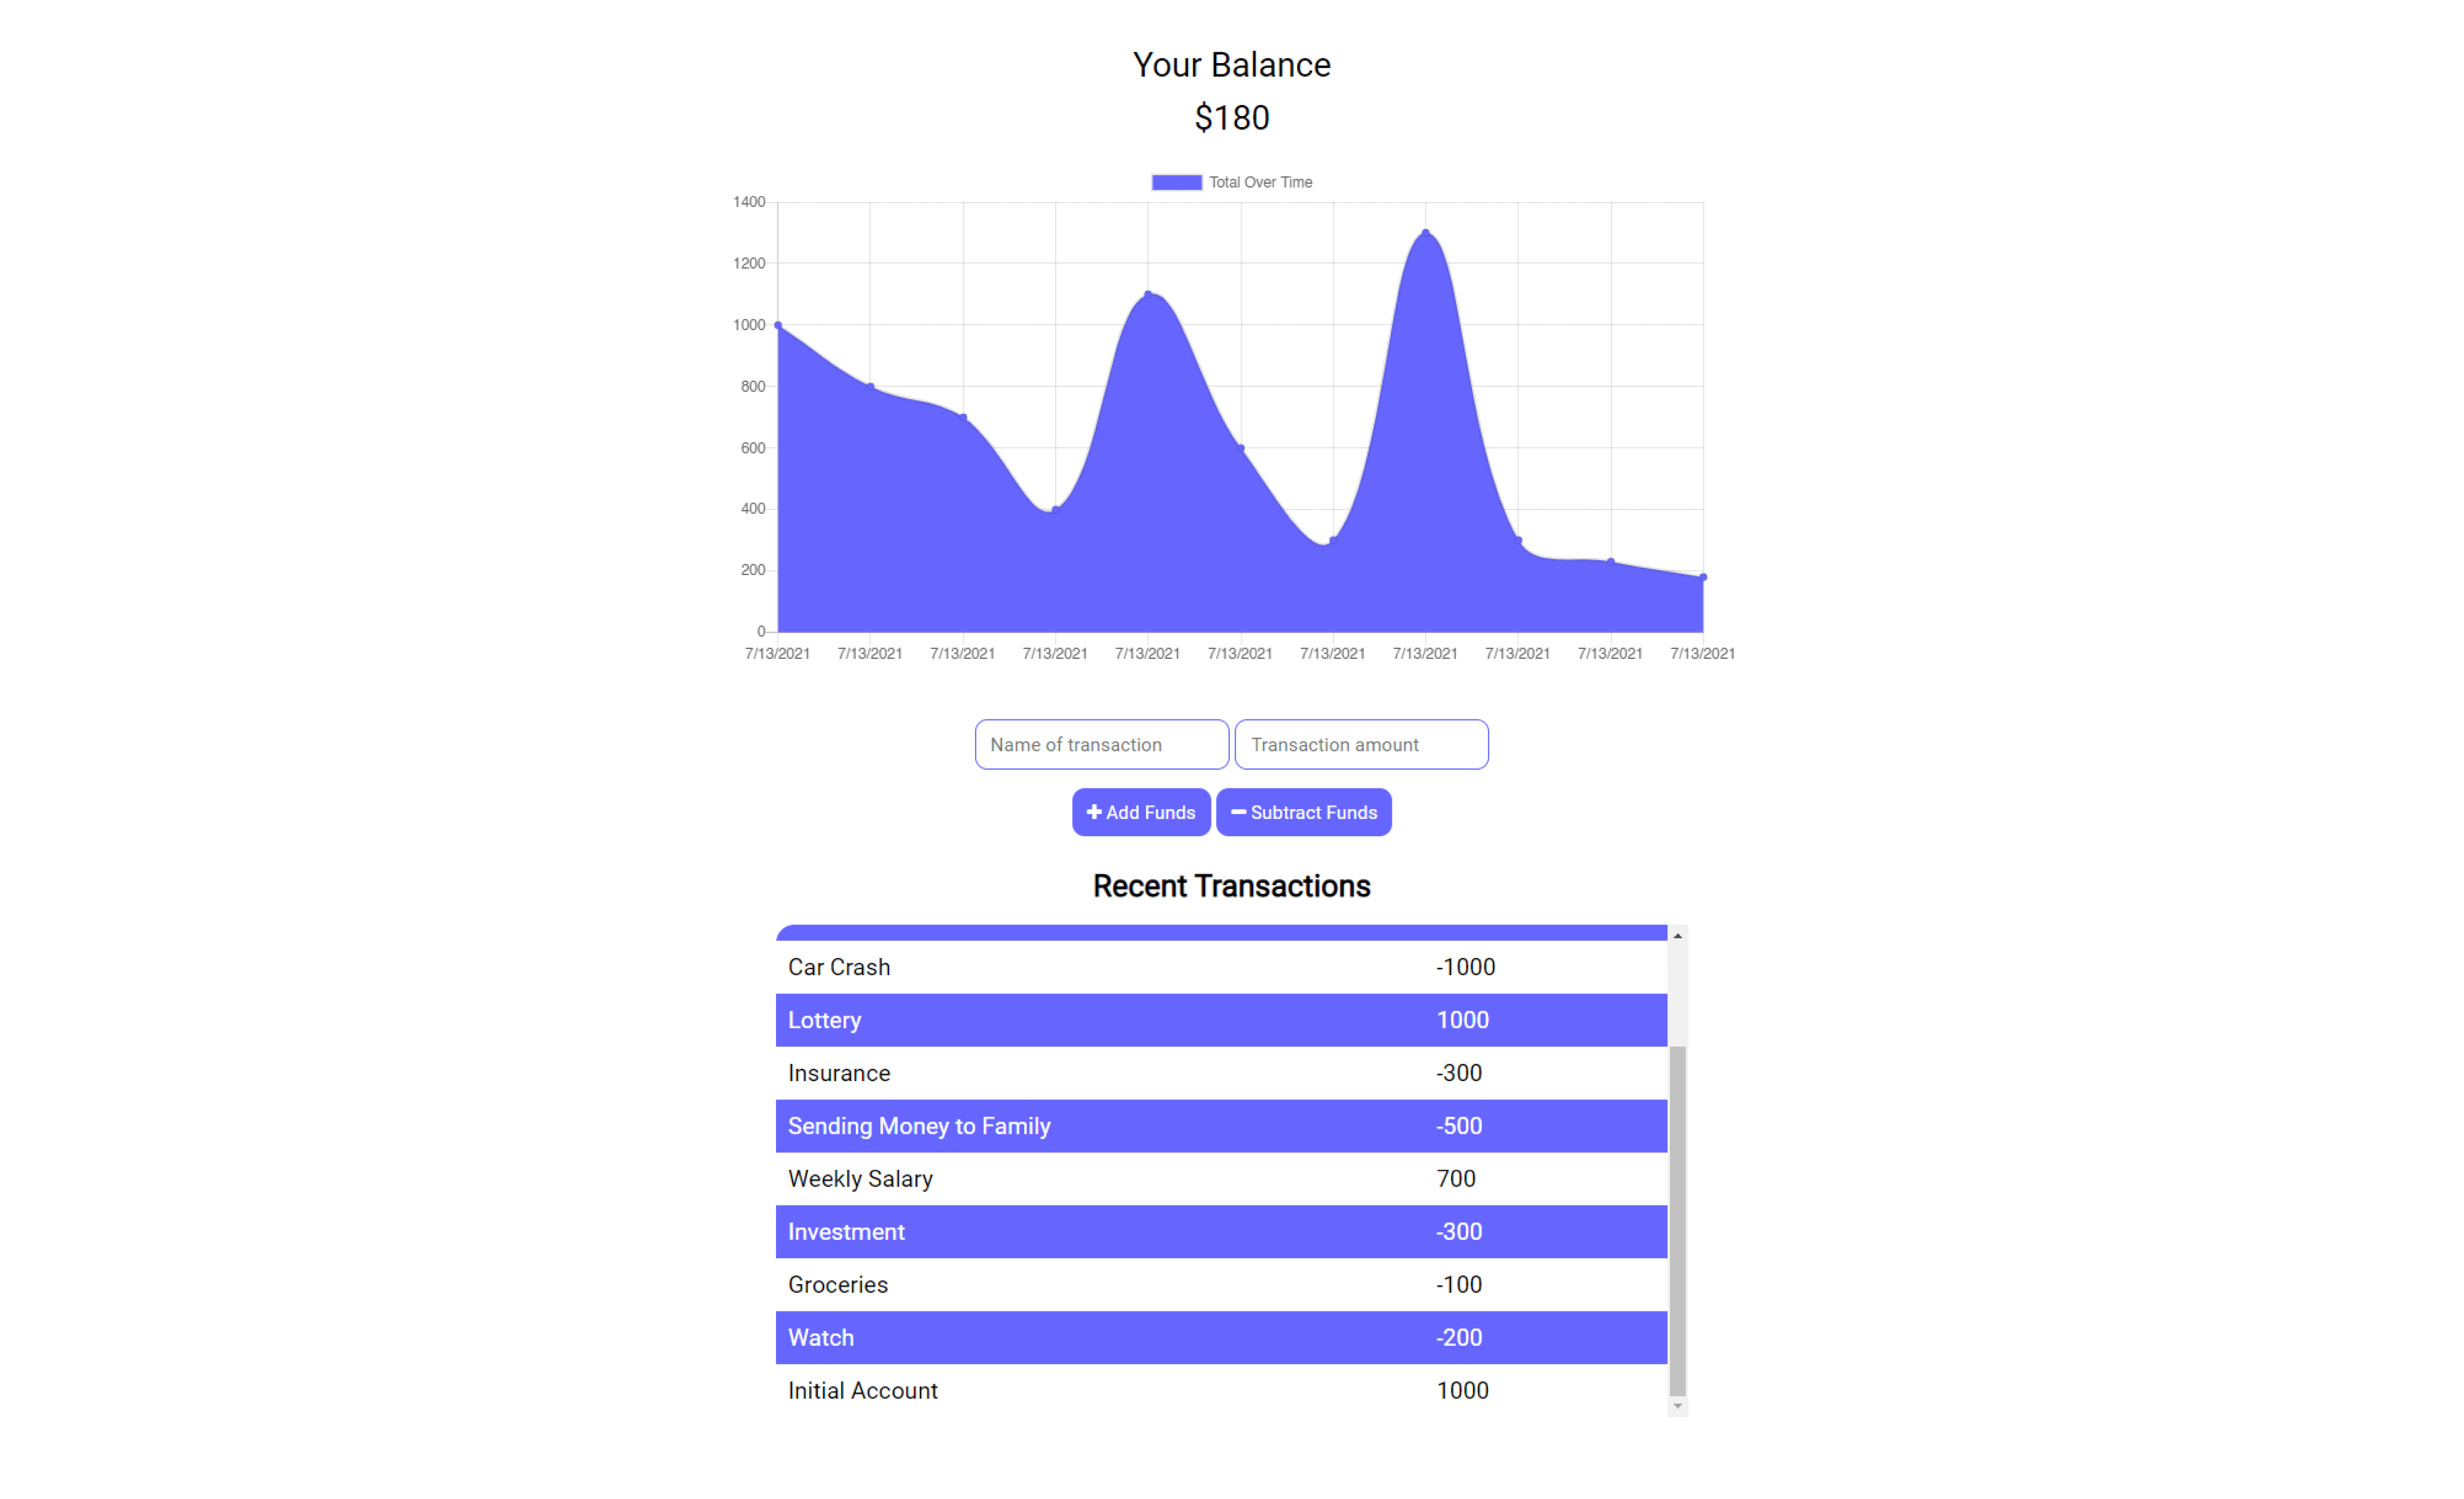 Your Balance
$180
Total Over Time
1400
1200
1000
800
600
400
200
0
7/13/2021 7/13/2021 7/13/2021 7/13/2021 7/13/2021 7/13/2021 7/13/2021 7/13/2021 7/13/2021 7/13/2021 7/13/2021
Name of transaction Transaction amount
Add Funds Subtract Funds
Recent Transactions
Car Crash -1000
Lottery 1000
Insurance -300
Sending Money to Family -500
Weekly Salary 700
Investment -300
Groceries -100
Watch -200
Initial Account 1000